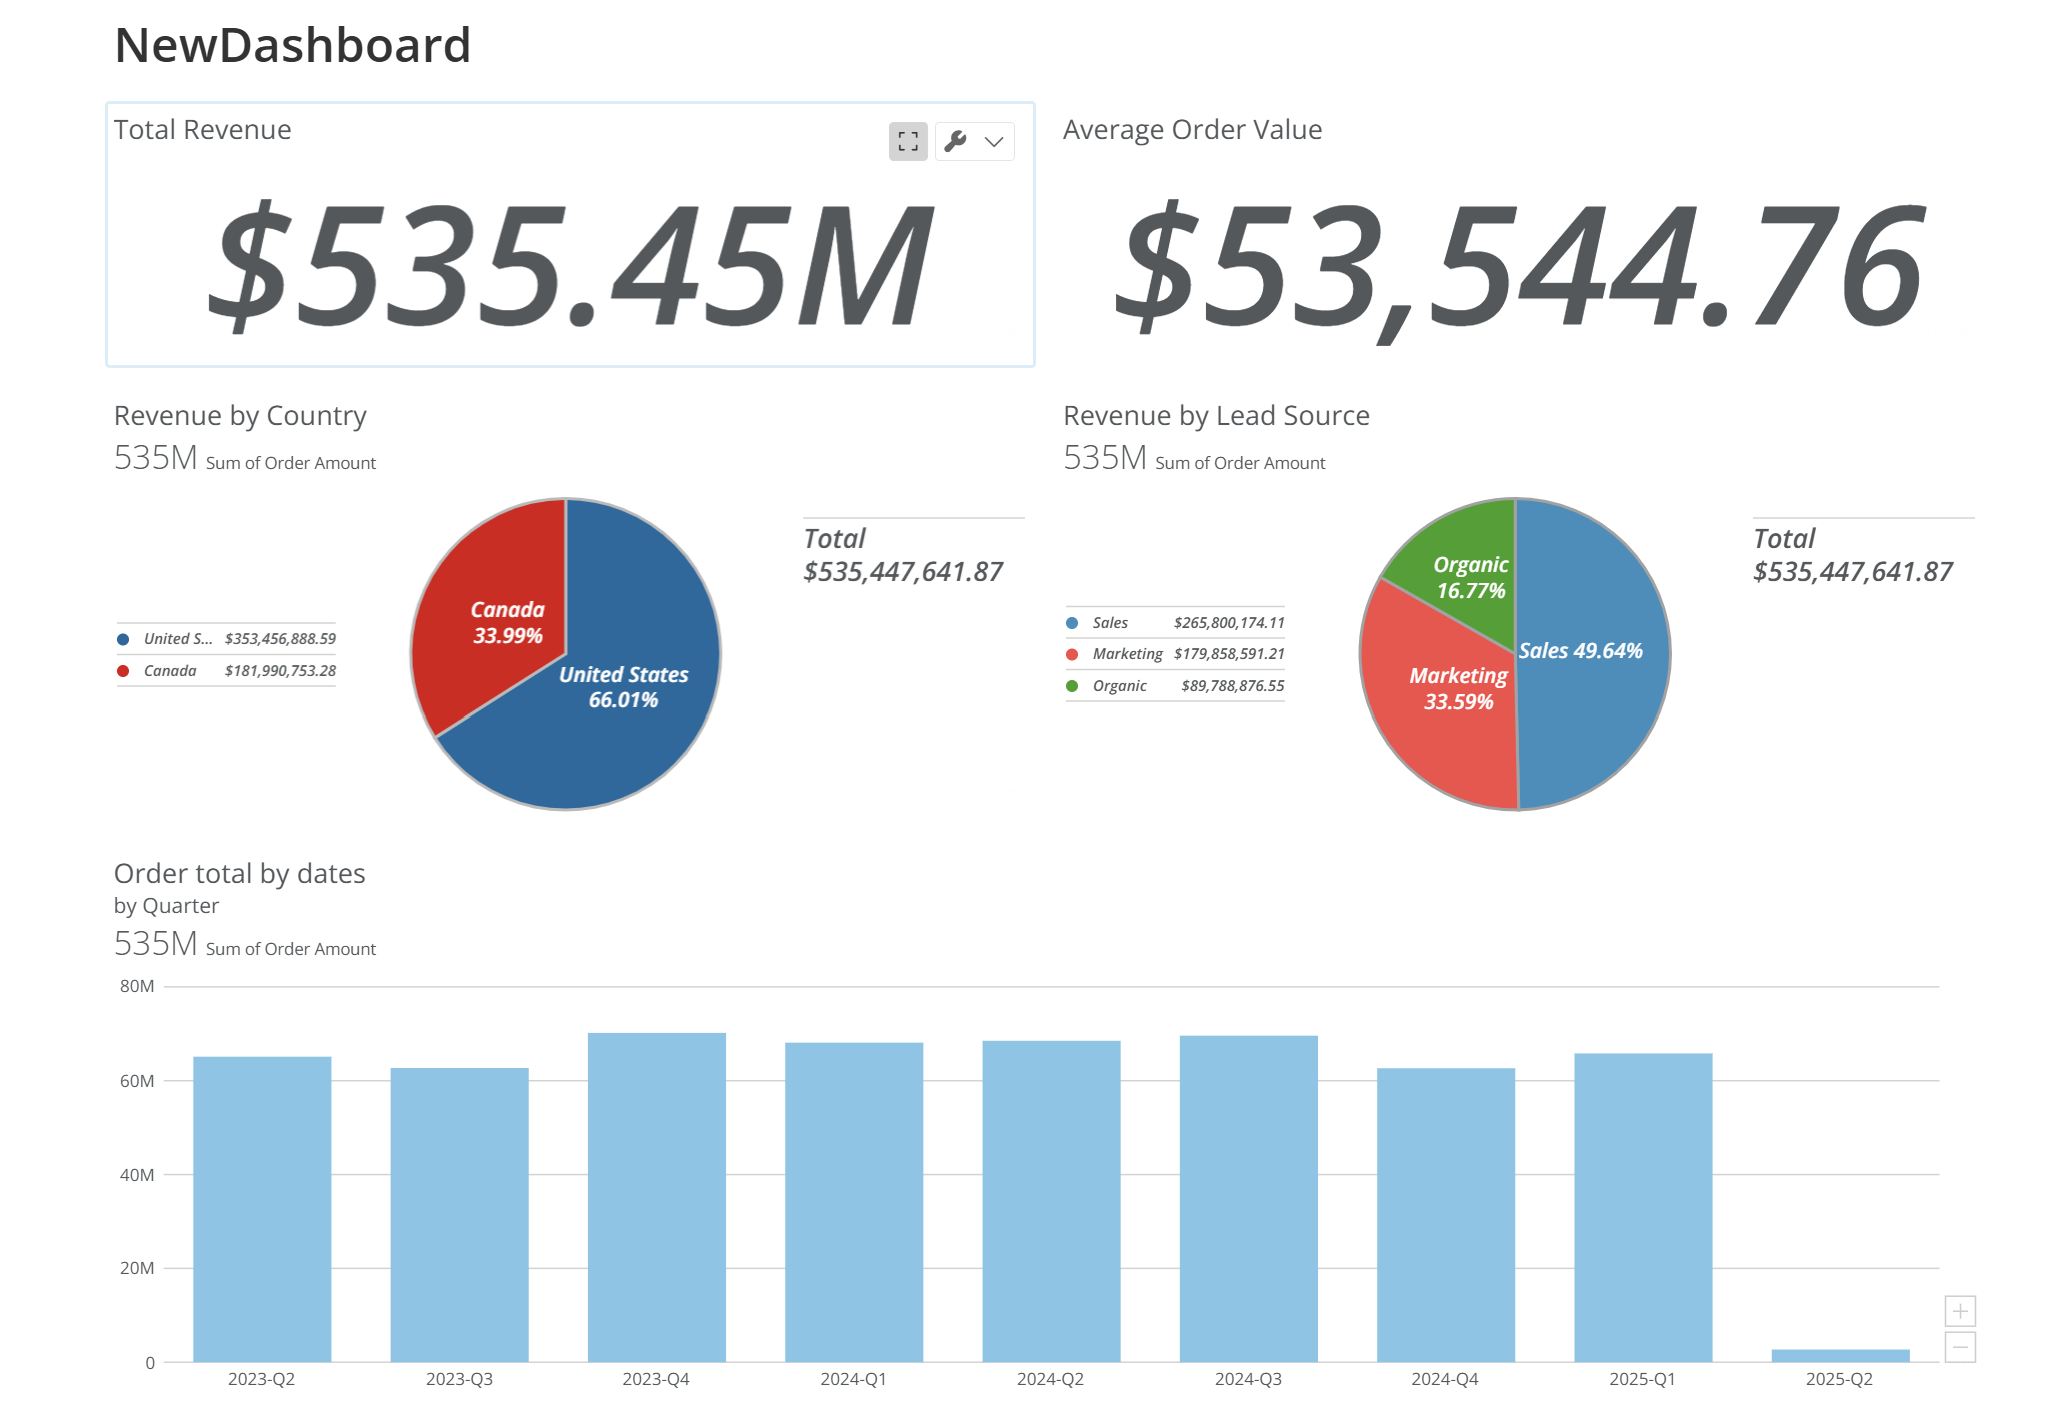 NewDashboard
Total Revenue
$535.45M
Average Order Value
$53,544.76
Revenue by Country
535M Sum of Order Amount
United S... $353,456,888.59
Canada $181,990,753.28
Canada
33.99%
United States
66.01%
Total
$535,447,641.87
Revenue by Lead Source
535M Sum of Order Amount
Sales $265,800,174.11
Marketing $179,858,591.21
Organic $89,788,876.55
Organic
16.77%
Sales 49.64%
Marketing
33.59%
Total
$535,447,641.87
Order total by dates
by Quarter
535M Sum of Order Amount
80M
60M
40M
20M
0
2023-Q2 2023-Q3 2023-Q4 2024-Q1 2024-Q2 2024-Q3 2024-Q4 2025-Q1 2025-Q2